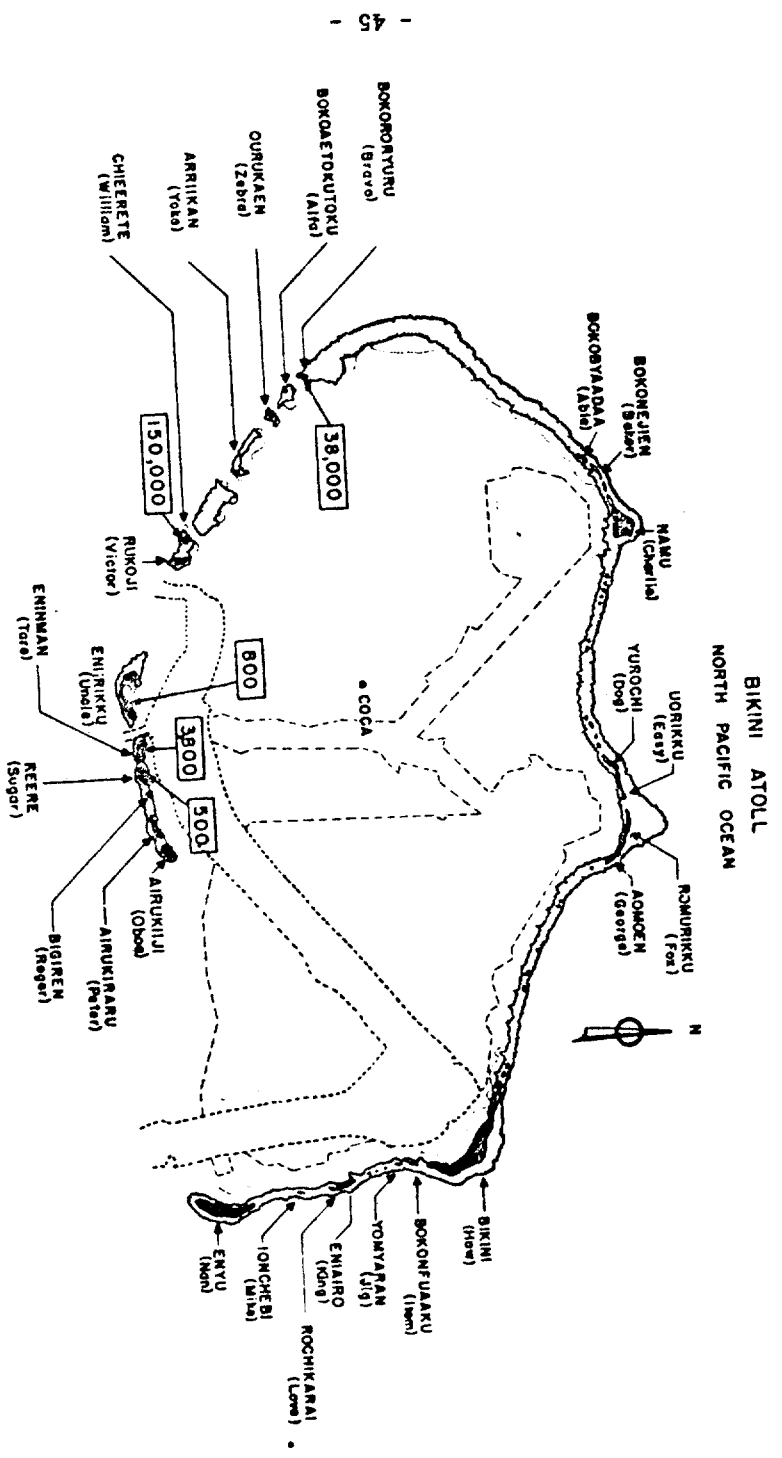 - 45 -
BIKINI ATOLL
NORTH PACIFIC OCEAN
N
BOKORORYURU
(Bravo)
BOKOAETOKUTOKU
(Alfa)
OURUKAEN
(Zebra)
ARRIIKAN
(Yoke)
CHIEERETE
(William)
RUKOJI
(Victor)
BOKOBYAADAA
(Able)
BOKONEJIEN
(Baker)
NAMU
(Charlie)
YUROCHI
(Dog)
UORIKKU
(Easy)
ROMURIKKU
(Fox)
AOMOEN
(George)
BIKINI
(How)
BOKONFUAAKU
(Item)
YOMYARAN
(Jig)
ENIAIRO
(King)
ROCHIKARAI
(Love)
IONCHEBI
(Mike)
ENYU
(Nan)
AIRUKIIJI
(Oboe)
AIRUKIRARU
(Peter)
BIGIREN
(Roger)
REERE
(Sugar)
ENINMAN
(Tare)
ENIIRIKKU
(Uncle)
COCA
38,000
150,000
800
3800
500